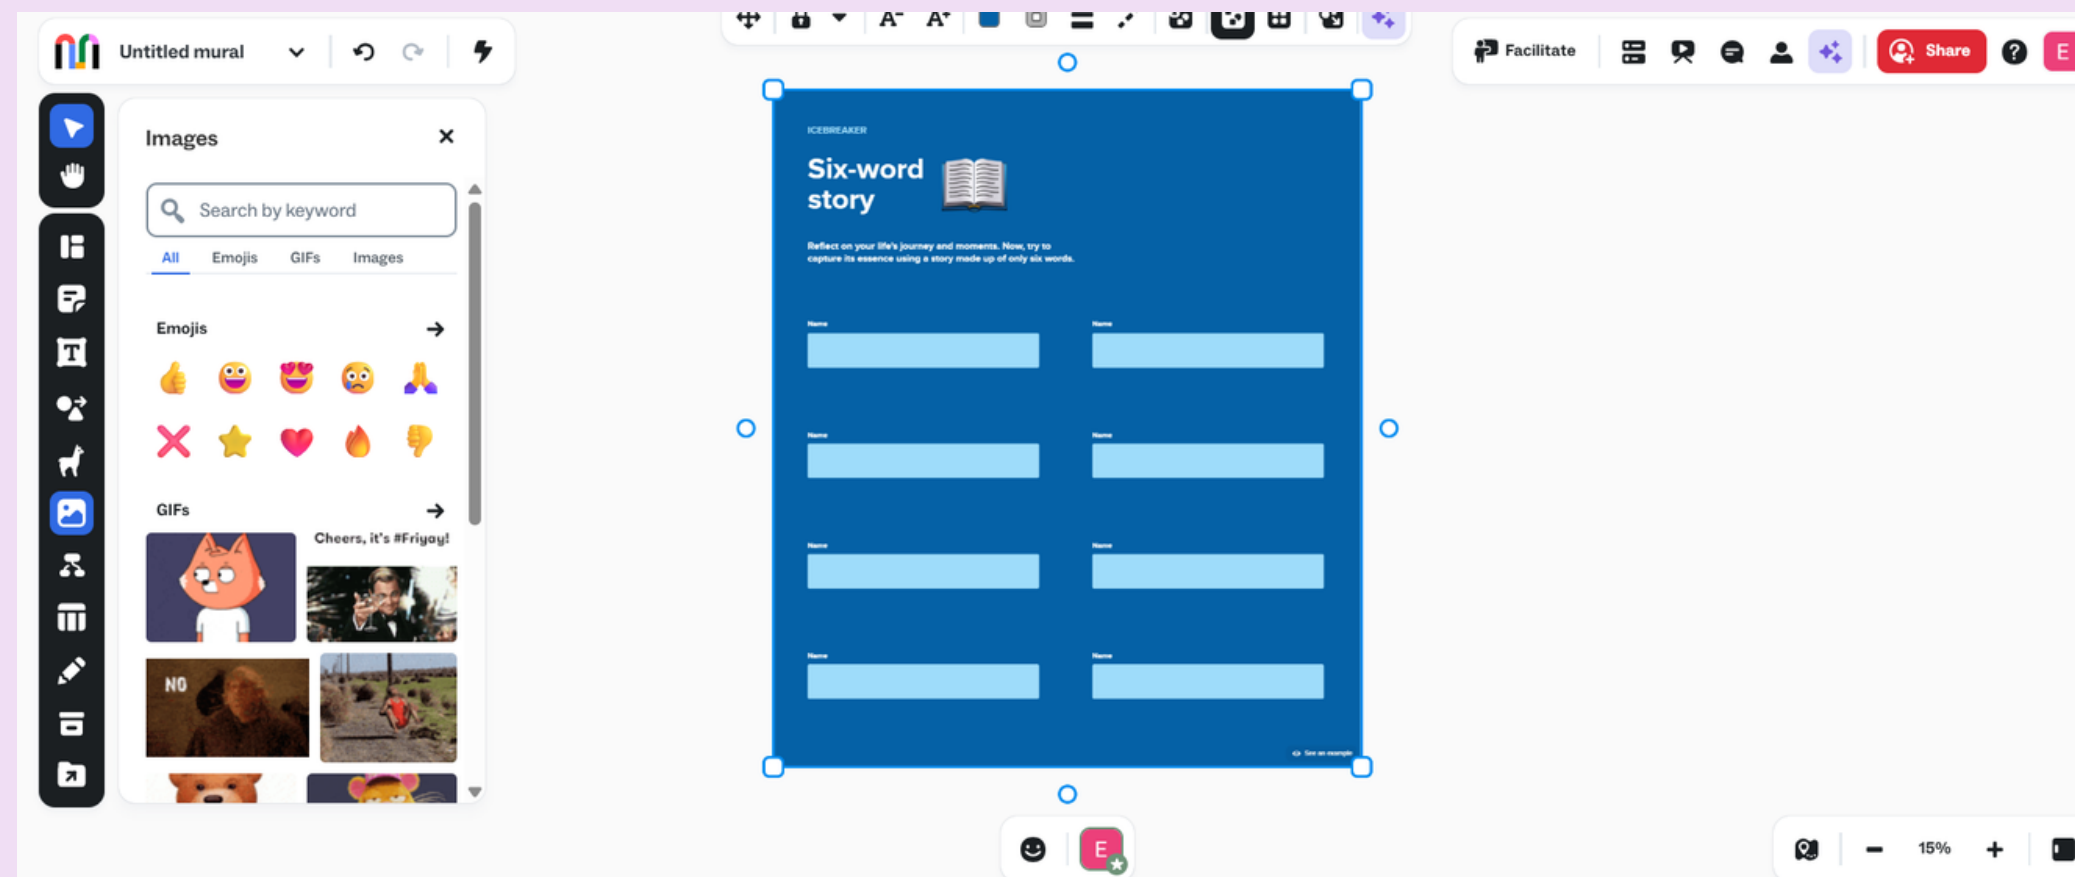 Untitled mural
A-
A+
Facilitate
Share
?
E
Images
Search by keyword
All
Emojis
GIFs
Images
Emojis
GIFs
Cheers, it's #Friyay!
NO
ICEBREAKER
Six-word
story
Reflect on your life's journey and moments. Now, try to
capture its essence using a story made up of only six words.
Name
Name
Name
Name
Name
Name
Name
Name
See an example
E
15%